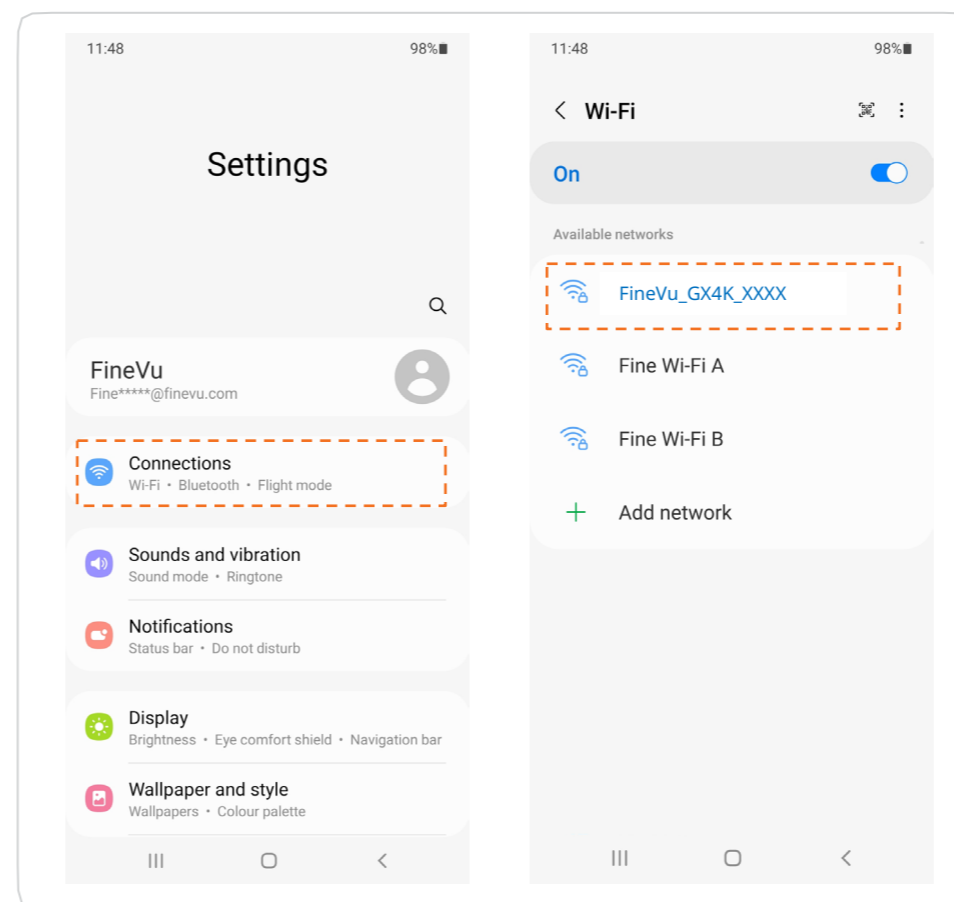 11:48 98%
Settings
FineVu
Fine*****@finevu.com
Connections
Wi-Fi • Bluetooth • Flight mode
Sounds and vibration
Sound mode • Ringtone
Notifications
Status bar • Do not disturb
Display
Brightness • Eye comfort shield • Navigation bar
Wallpaper and style
Wallpapers • Colour palette
11:48 98%
Wi-Fi
On
Available networks
FineVu_GX4K_XXXX
Fine Wi-Fi A
Fine Wi-Fi B
Add network